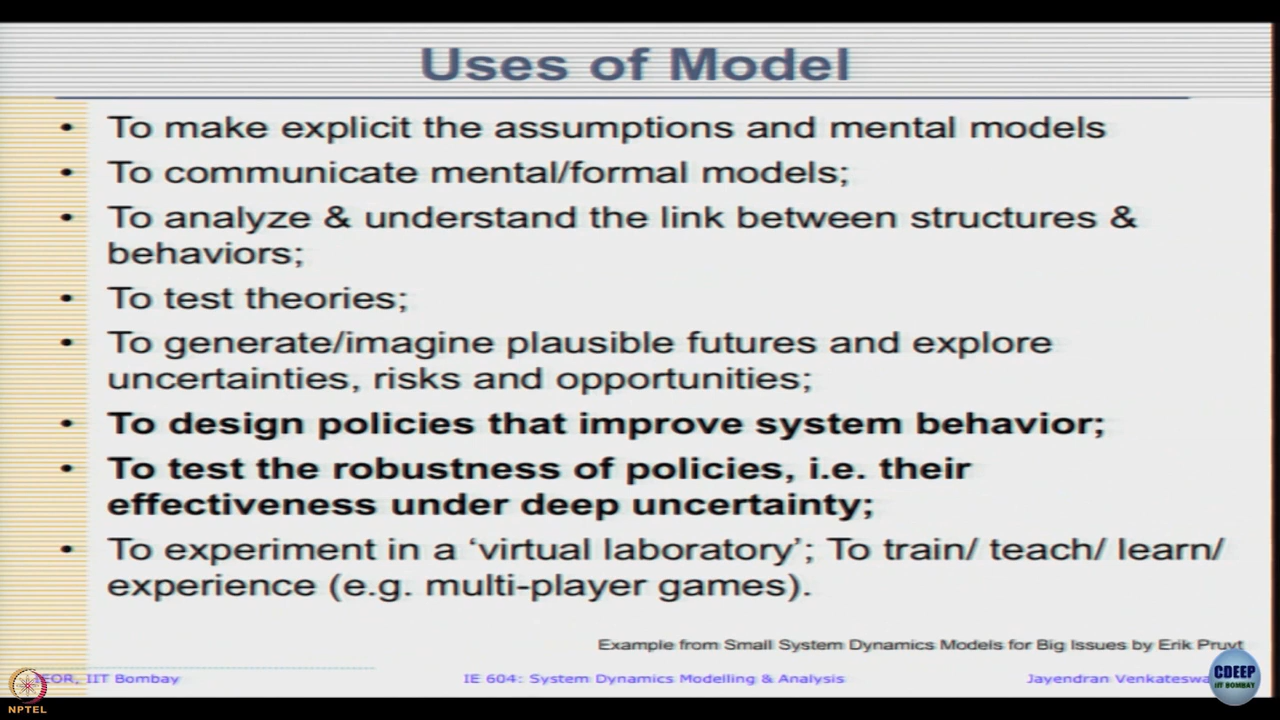 Uses of Model
• To make explicit the assumptions and mental models
• To communicate mental/formal models;
• To analyze & understand the link between structures &
behaviors;
• To test theories;
• To generate/imagine plausible futures and explore
uncertainties, risks and opportunities;
• To design policies that improve system behavior;
• To test the robustness of policies, i.e. their
effectiveness under deep uncertainty;
• To experiment in a ‘virtual laboratory’; To train/ teach/ learn/
experience (e.g. multi-player games).
Example from Small System Dynamics Models for Big Issues by Erik Pruyt
IEOR, IIT Bombay
IE 604: System Dynamics Modelling & Analysis
Jayendran
CDEEP
IIT BOMBAY
NPTEL